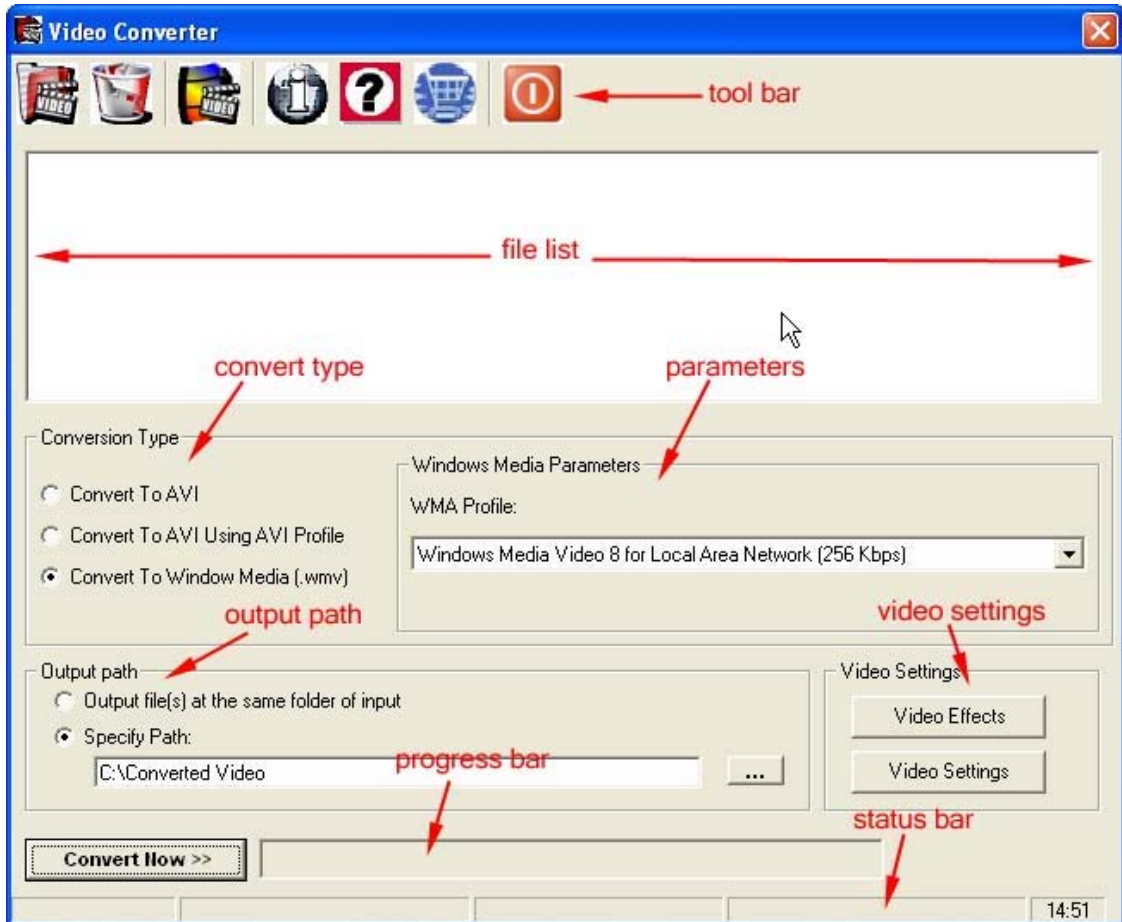 Video Converter
VIDEO
VIDEO
tool bar
file list
convert type
parameters
Conversion Type
Windows Media Parameters
Convert To AVI
WMA Profile:
Convert To AVI Using AVI Profile
Windows Media Video 8 for Local Area Network (256 Kbps)
Convert To Window Media (.wmv)
output path
video settings
Output path
Video Settings
Output file(s) at the same folder of input
Video Effects
Specify Path:
progress bar
C:\Converted Video
...
Video Settings
status bar
Convert Now >>
14:51